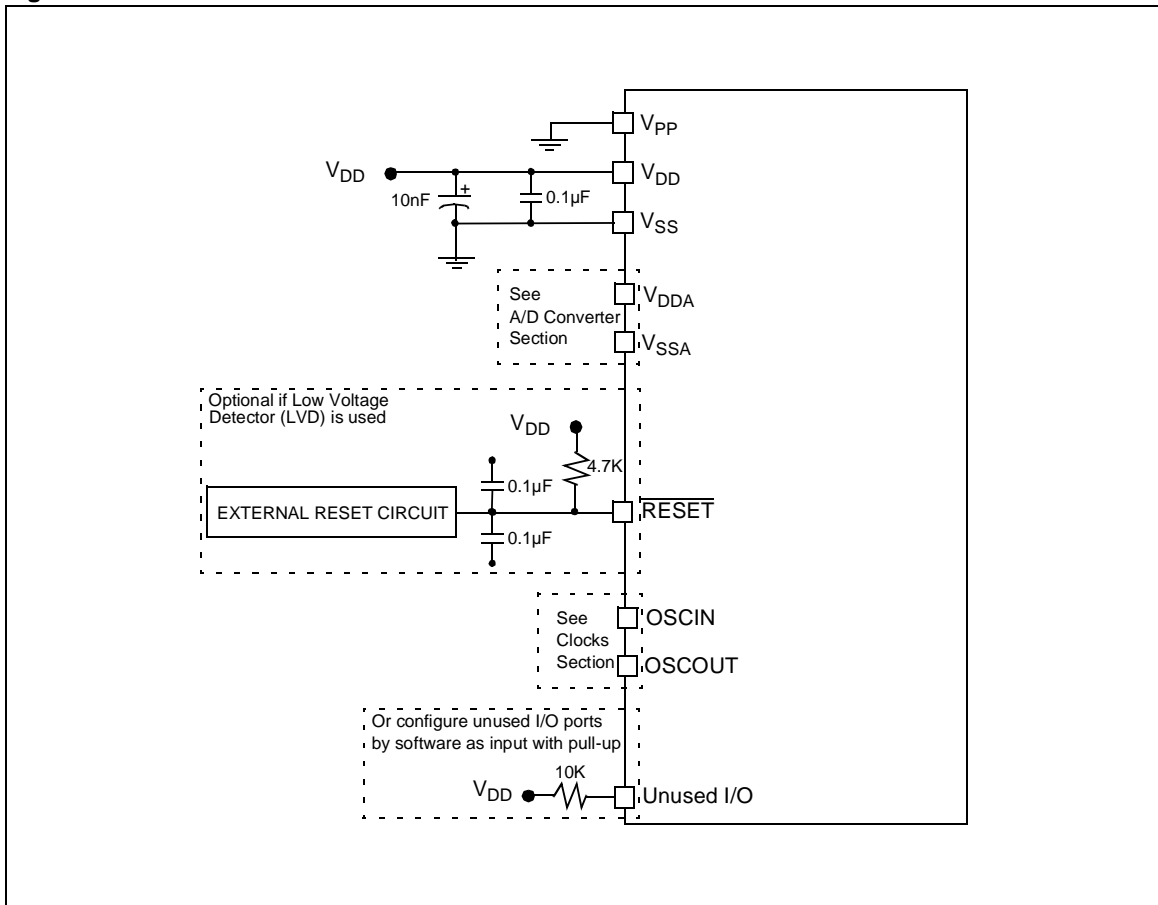 VPP
VDD
VDD
10nF
+
0.1µF
VSS
See
A/D Converter
Section
VDDA
VSSA
Optional if Low Voltage
Detector (LVD) is used
VDD
4.7K
0.1µF
EXTERNAL RESET CIRCUIT
RESET
0.1µF
See
Clocks
Section
OSCIN
OSCOUT
Or configure unused I/O ports
by software as input with pull-up
10K
VDD
Unused I/O